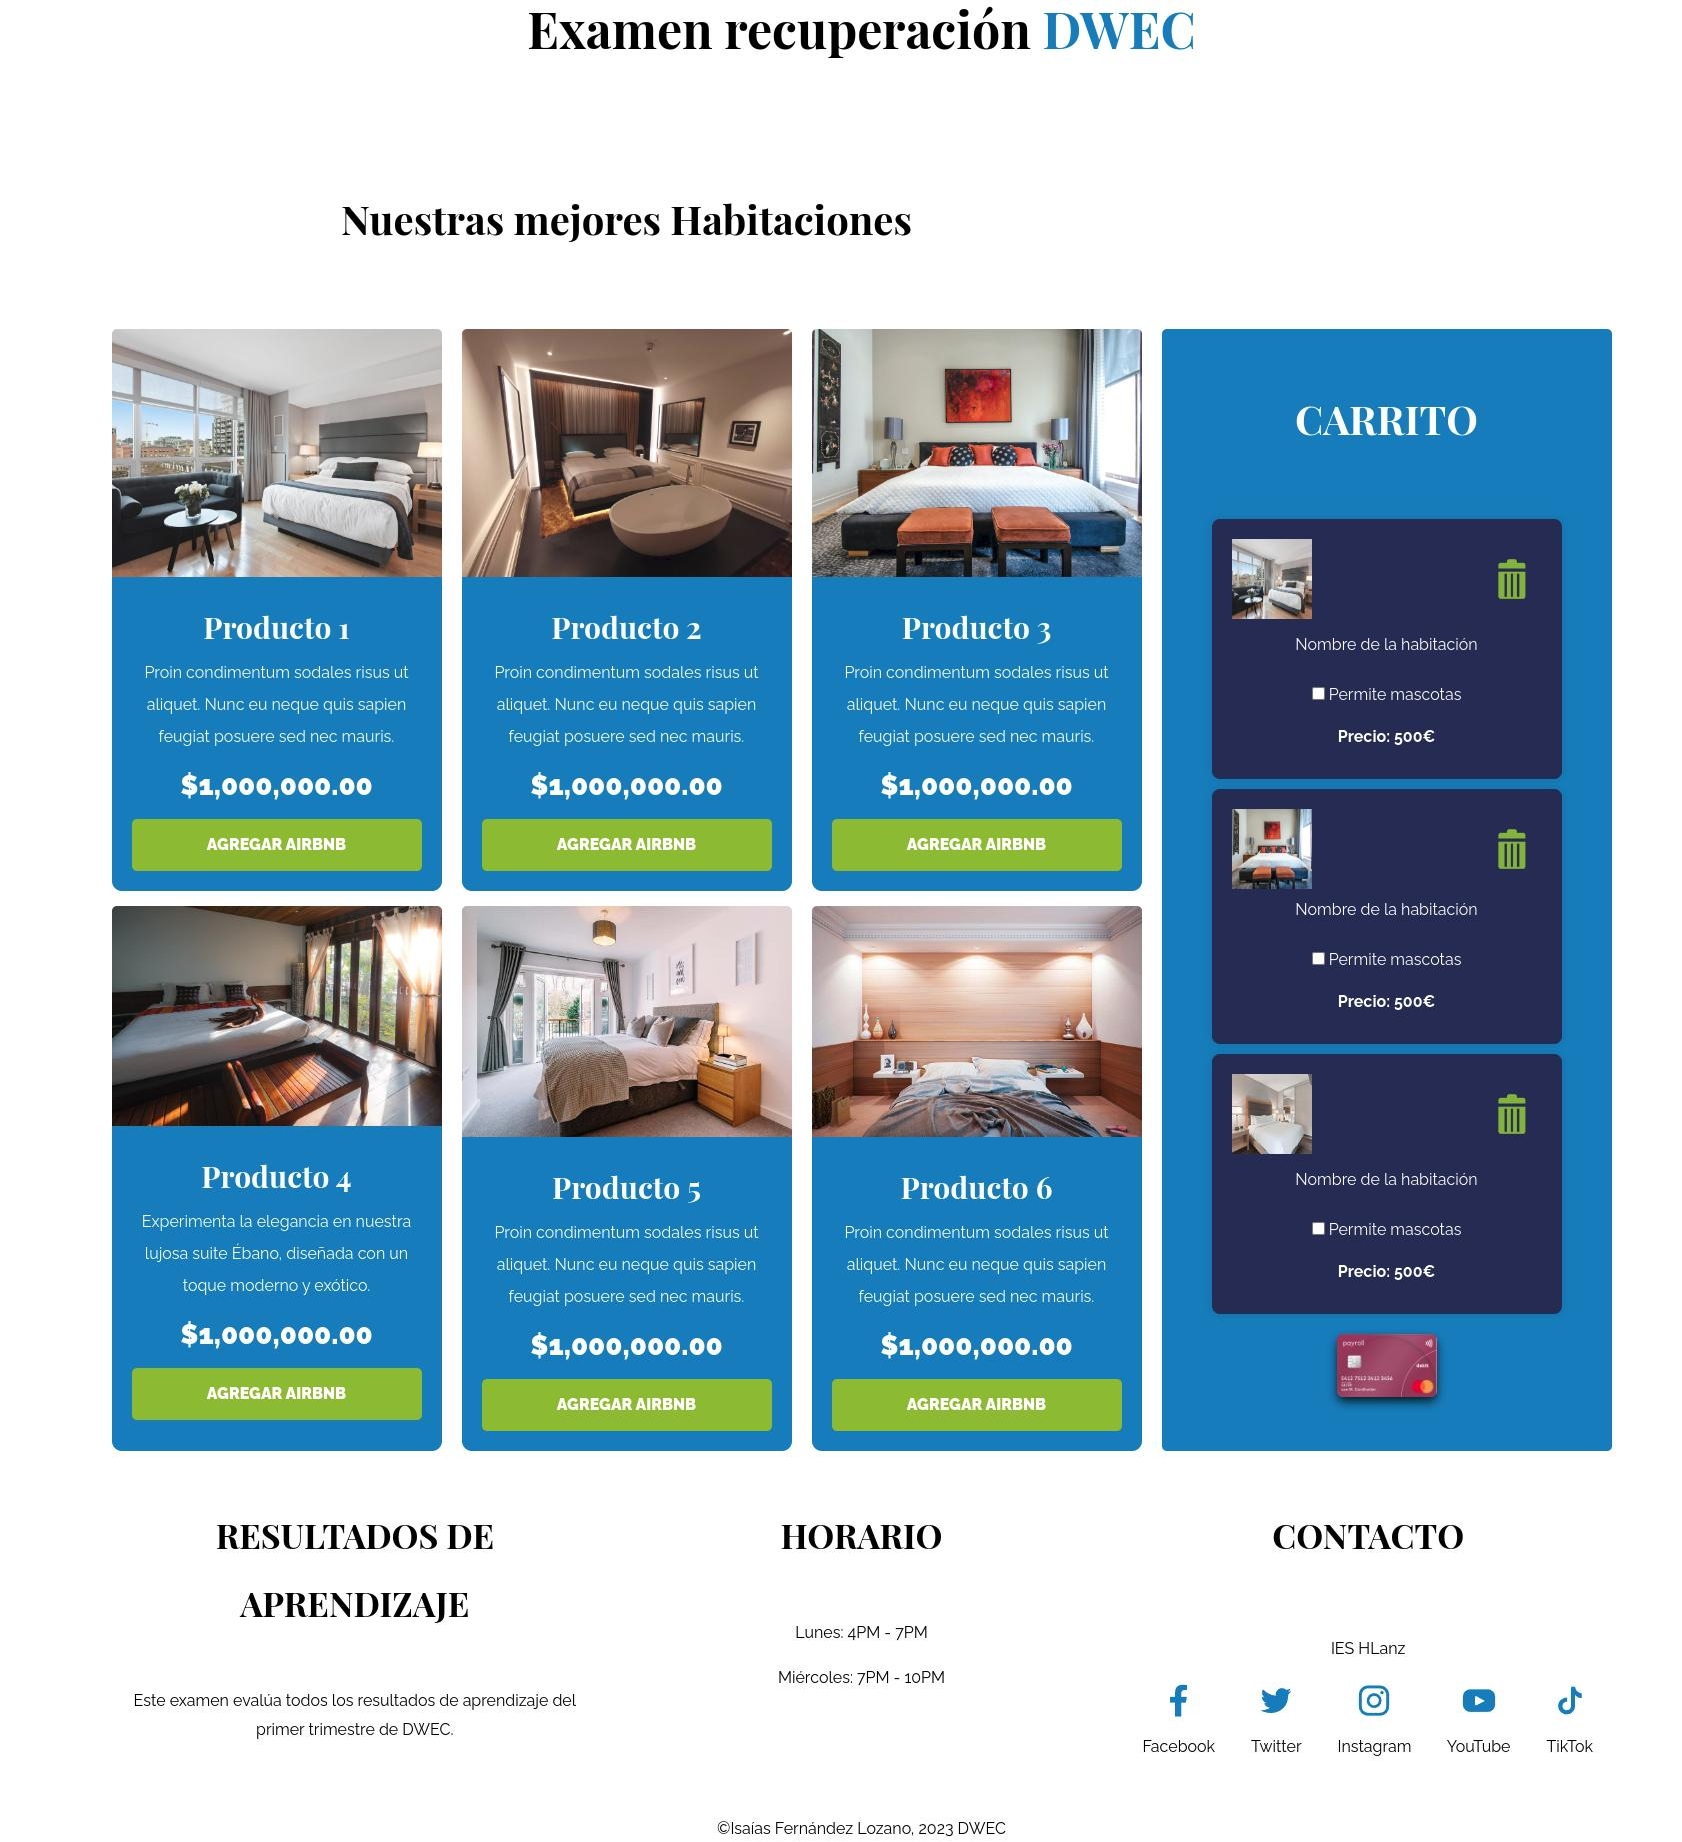 Examen recuperación DWEC
Nuestras mejores Habitaciones
Producto 1
Proin condimentum sodales risus ut
aliquet. Nunc eu neque quis sapien
feugiat posuere sed nec mauris.
$1,000,000.00
AGREGAR AIRBNB
Producto 2
Proin condimentum sodales risus ut
aliquet. Nunc eu neque quis sapien
feugiat posuere sed nec mauris.
$1,000,000.00
AGREGAR AIRBNB
Producto 3
Proin condimentum sodales risus ut
aliquet. Nunc eu neque quis sapien
feugiat posuere sed nec mauris.
$1,000,000.00
AGREGAR AIRBNB
Producto 4
Experimenta la elegancia en nuestra
lujosa suite Ébano, diseñada con un
toque moderno y exótico.
$1,000,000.00
AGREGAR AIRBNB
Producto 5
Proin condimentum sodales risus ut
aliquet. Nunc eu neque quis sapien
feugiat posuere sed nec mauris.
$1,000,000.00
AGREGAR AIRBNB
Producto 6
Proin condimentum sodales risus ut
aliquet. Nunc eu neque quis sapien
feugiat posuere sed nec mauris.
$1,000,000.00
AGREGAR AIRBNB
CARRITO
Nombre de la habitación
Permite mascotas
Precio: 500€
Nombre de la habitación
Permite mascotas
Precio: 500€
Nombre de la habitación
Permite mascotas
Precio: 500€
payroll
debit
RESULTADOS DE
APRENDIZAJE
Este examen evalúa todos los resultados de aprendizaje del
primer trimestre de DWEC.
HORARIO
Lunes: 4PM - 7PM
Miércoles: 7PM - 10PM
CONTACTO
IES HLanz
Facebook
Twitter
Instagram
YouTube
TikTok
©Isaías Fernández Lozano, 2023 DWEC